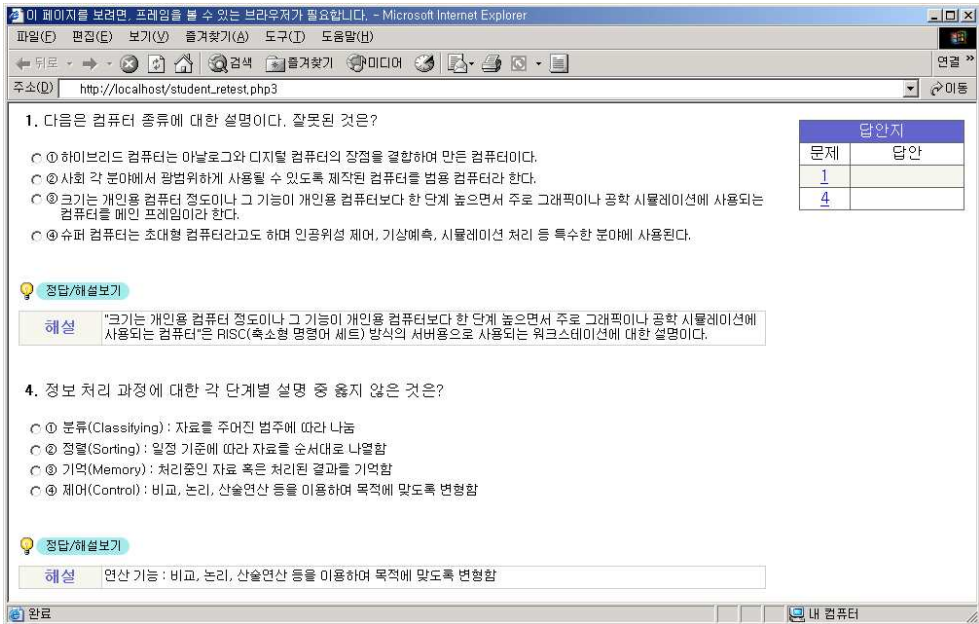 이 페이지를 보려면, 프레임을 볼 수 있는 브라우저가 필요합니다. - Microsoft Internet Explorer
파일(F) 편집(E) 보기(V) 즐겨찾기(A) 도구(T) 도움말(H)
뒤로 검색 즐겨찾기 미디어 연결 »
주소(D) http://localhost/student_retest.php3 이동
1. 다음은 컴퓨터 종류에 대한 설명이다. 잘못된 것은?
① 하이브리드 컴퓨터는 아날로그와 디지털 컴퓨터의 장점을 결합하여 만든 컴퓨터이다.
② 사회 각 분야에서 광범위하게 사용될 수 있도록 제작된 컴퓨터를 범용 컴퓨터라 한다.
③ 크기는 개인용 컴퓨터 정도이나 그 기능이 개인용 컴퓨터보다 한 단계 높으면서 주로 그래픽이나 공학 시뮬레이션에 사용되는
컴퓨터를 메인 프레임이라 한다.
④ 슈퍼 컴퓨터는 초대형 컴퓨터라고도 하며 인공위성 제어, 기상예측, 시뮬레이션 처리 등 특수한 분야에 사용된다.
답안지
문제 답안
1
4
정답/해설보기
해설 "크기는 개인용 컴퓨터 정도이나 그 기능이 개인용 컴퓨터보다 한 단계 높으면서 주로 그래픽이나 공학 시뮬레이션에
사용되는 컴퓨터"은 RISC(축소형 명령어 세트) 방식의 서버용으로 사용되는 워크스테이션에 대한 설명이다.
4. 정보 처리 과정에 대한 각 단계별 설명 중 옳지 않은 것은?
① 분류(Classifying) : 자료를 주어진 범주에 따라 나눔
② 정렬(Sorting) : 일정 기준에 따라 자료를 순서대로 나열함
③ 기억(Memory) : 처리중인 자료 혹은 처리된 결과를 기억함
④ 제어(Control) : 비교, 논리, 산술연산 등을 이용하여 목적에 맞도록 변형함
정답/해설보기
해설 연산 기능 : 비교, 논리, 산술연산 등을 이용하여 목적에 맞도록 변형함
완료 내 컴퓨터